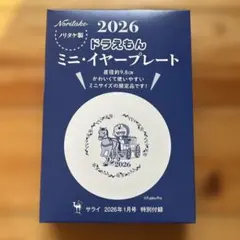 Noritake
ノリタケ製
2026
ドラえもん
ミニ・イヤープレート
直径約9.8cm
かわいくて使いやすい
ミニサイズの限定品です!
2026
©Fujiko-Pro
サライ 2026年1月号 特別付録